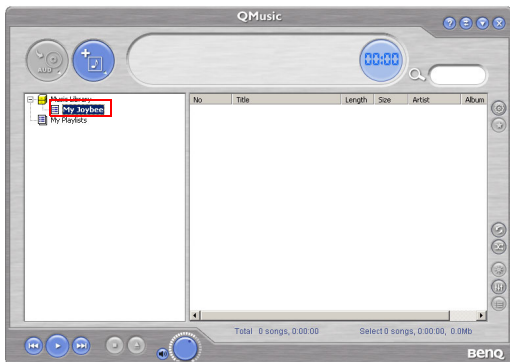 QMusic
00:00
AUD
Music Library
My Joybee
My Playlists
No Title Length Size Artist Album
Total 0 songs, 0:00:00 Select 0 songs, 0:00:00, 0.0Mb
BenQ